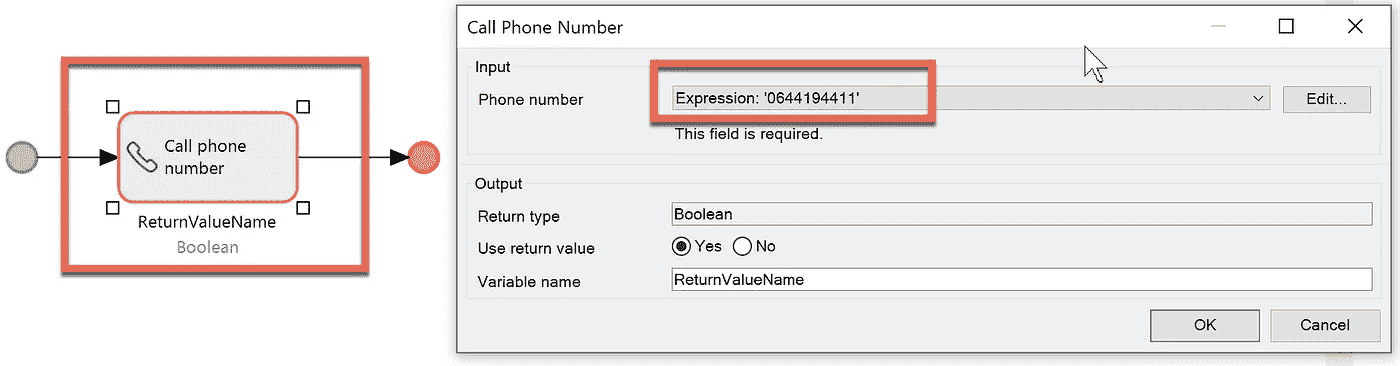 Call phone
number
ReturnValueName
Boolean
Call Phone Number
Input
Phone number
Expression: '0644194411'
Edit...
This field is required.
Output
Return type
Boolean
Use return value
Yes
No
Variable name
ReturnValueName
OK
Cancel